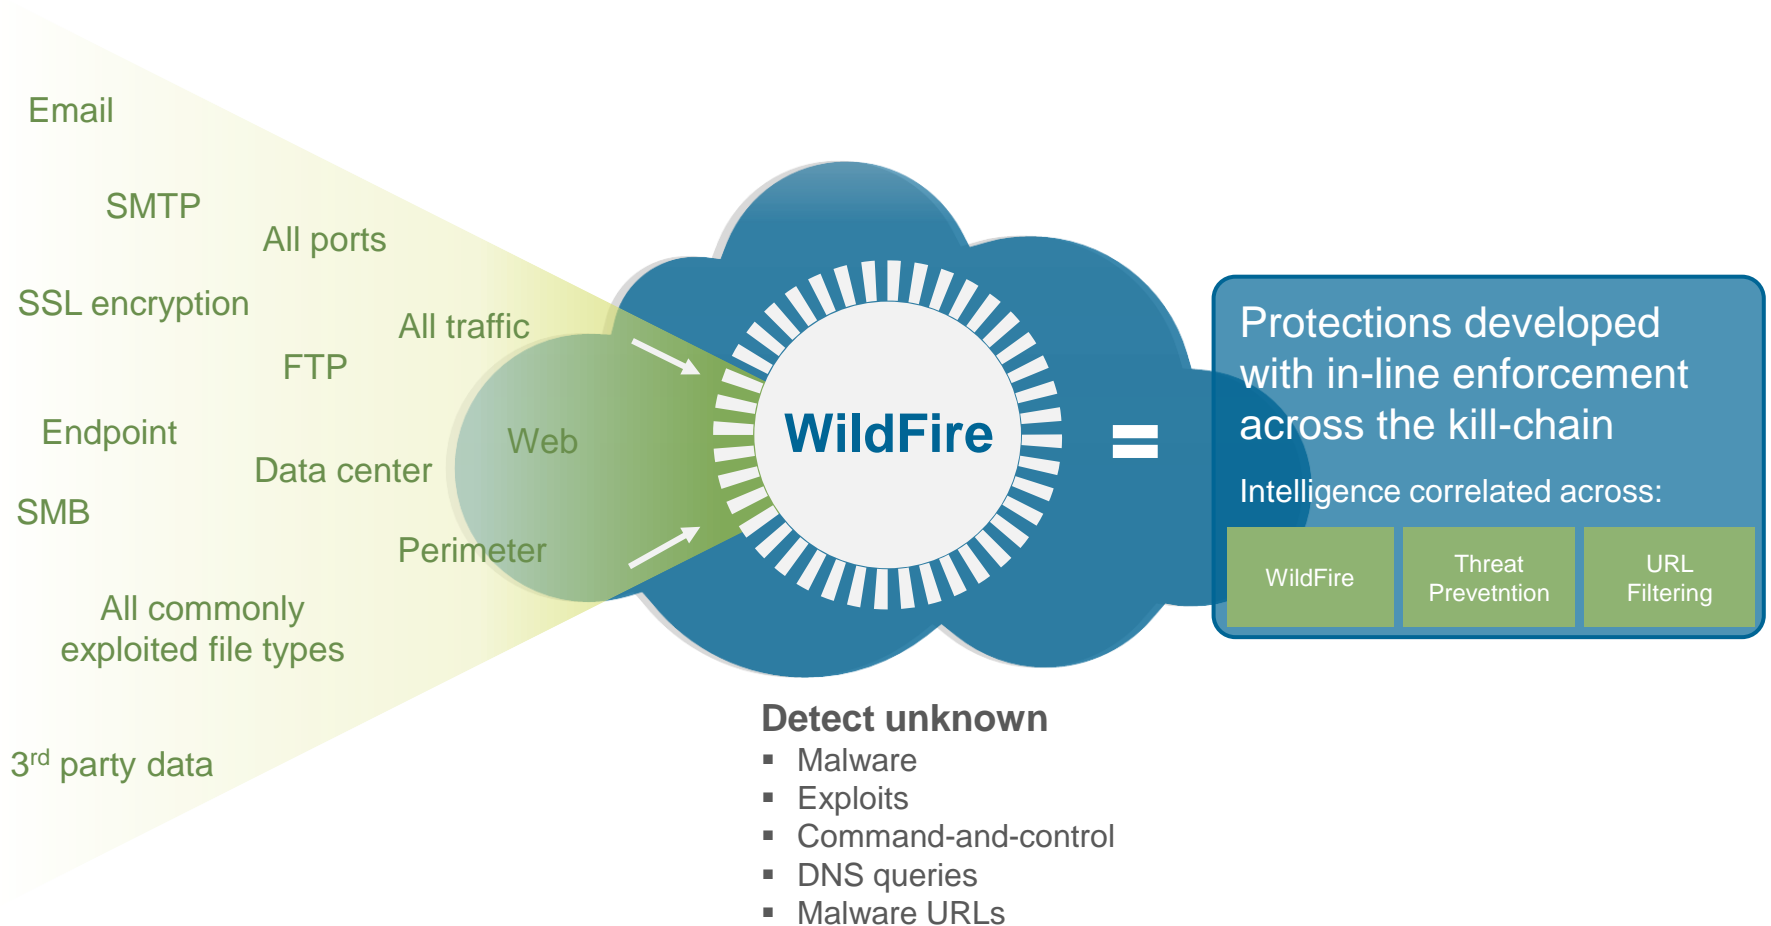 Email
SMTP
All ports
SSL encryption
All traffic
FTP
Endpoint
Web
Data center
SMB
Perimeter
All commonly
exploited file types
3rd party data
WildFire
=
Protections developed
with in-line enforcement
across the kill-chain
Intelligence correlated across:
WildFire
Threat
Prevetntion
URL
Filtering
Detect unknown
▪ Malware
▪ Exploits
▪ Command-and-control
▪ DNS queries
▪ Malware URLs